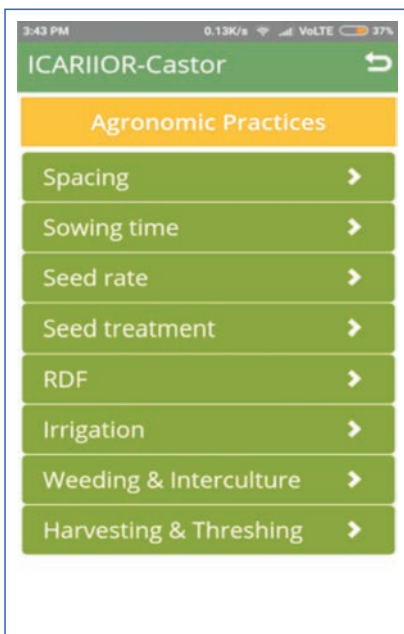 3:43 PM 0.13K/s VoLTE 37%
ICARIIOR-Castor
Agronomic Practices
Spacing
Sowing time
Seed rate
Seed treatment
RDF
Irrigation
Weeding & Interculture
Harvesting & Threshing